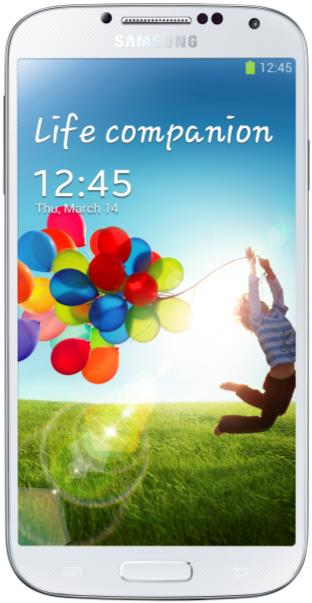 SAMSUNG
12:45
Life companion
12:45
Thu, March 14